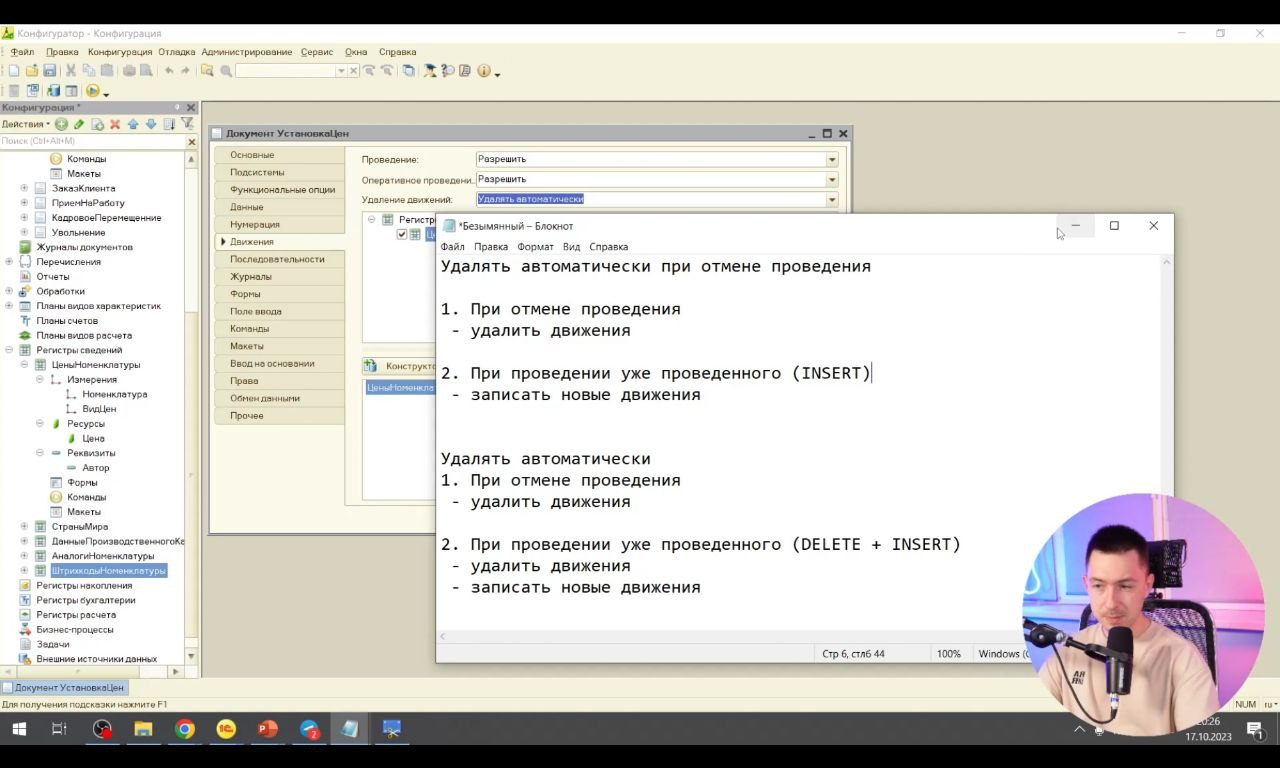 Конфигуратор - Конфигурация
Файл Правка Конфигурация Отладка Администрирование Сервис Окна Справка
Конфигурация *
Действия
Поиск (Ctrl+Alt+M)
Команды
Макеты
ЗаказКлиента
ПриемНаРаботу
КадровоеПеремещение
Увольнение
Журналы документов
Перечисления
Отчеты
Обработки
Планы видов характеристик
Планы счетов
Планы видов расчета
Регистры сведений
ЦеныНоменклатуры
Измерения
Номенклатура
ВидЦен
Ресурсы
Цена
Реквизиты
Автор
Формы
Команды
Макеты
СтраныМира
ДанныеПроизводственногоКа
АналогиНоменклатуры
ШтрихкодыНоменклатуры
Регистры накопления
Регистры бухгалтерии
Регистры расчета
Бизнес-процессы
Задачи
Внешние источники данных
Документ УстановкаЦен
Основные
Подсистемы
Функциональные опции
Данные
Нумерация
Движения
Последовательности
Журналы
Формы
Поле ввода
Команды
Макеты
Ввод на основании
Права
Обмен данными
Прочее
Проведение: Разрешить
Оперативное проведени... Разрешить
Удаление движений: Удалять автоматически
Регистр
Конструкто
ЦеныНоменкла
*Безымянный – Блокнот
Файл Правка Формат Вид Справка
Удалять автоматически при отмене проведения
1. При отмене проведения
- удалить движения
2. При проведении уже проведенного (INSERT)
- записать новые движения
Удалять автоматически
1. При отмене проведения
- удалить движения
2. При проведении уже проведенного (DELETE + INSERT)
- удалить движения
- записать новые движения
Стр 6, стлб 44 100% Windows (
Документ УстановкаЦен
Для получения подсказки нажмите F1
NUM ru
20:26
17.10.2023